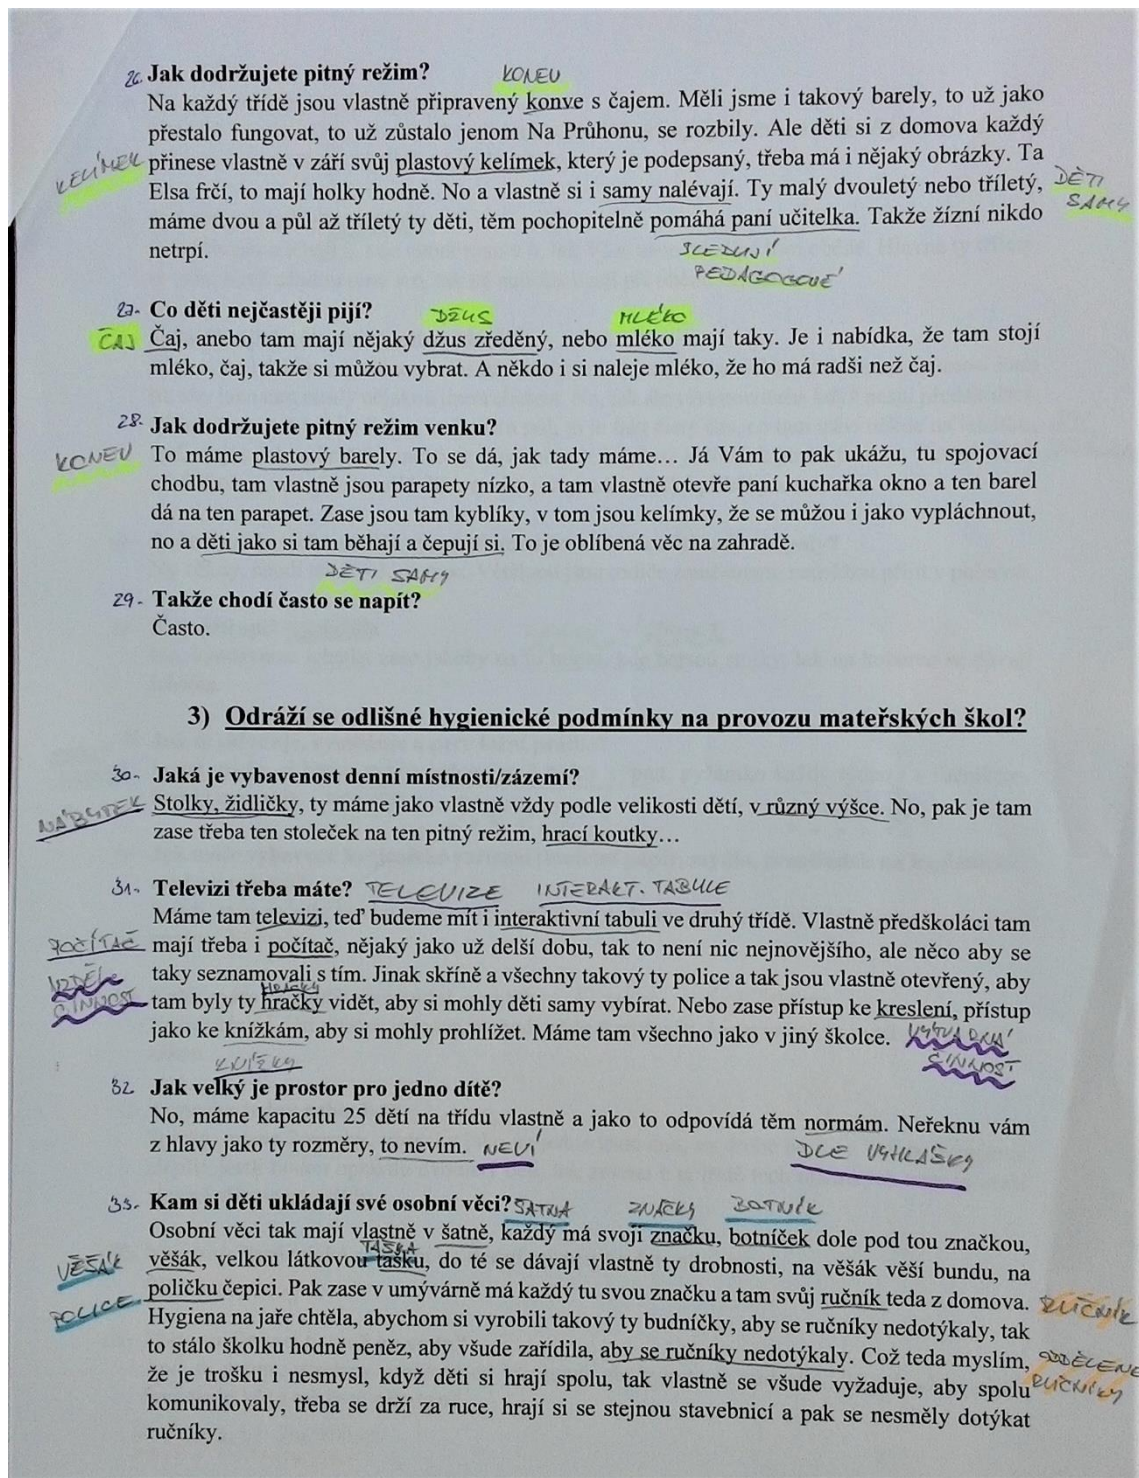 26. Jak dodržujete pitný režim? KONEV
Na každý třídě jsou vlastně připravený konve s čajem. Měli jsme i takový barely, to už jako
přestalo fungovat, to už zůstalo jenom Na Průhonu, se rozbily. Ale děti si z domova každý
KELÍMEK přinese vlastně v září svůj plastový kelímek, který je podepsaný, třeba má i nějaký obrázky. Ta
Elsa frčí, to mají holky hodně. No a vlastně si i samy nalévají. Ty malý dvouletý nebo tříletý, DĚTI
SAMY
máme dvou a půl až tříletý ty děti, těm pochopitelně pomáhá paní učitelka. Takže žízní nikdo
netrpí. SLEDUJÍ
PEDAGOGOVÉ
27. Co děti nejčastěji pijí? DŽUS MLÉKO
ČAJ Čaj, anebo tam mají nějaký džus zředěný, nebo mléko mají taky. Je i nabídka, že tam stojí
mléko, čaj, takže si můžou vybrat. A někdo i si naleje mléko, že ho má radši než čaj.
28. Jak dodržujete pitný režim venku?
KONEV To máme plastový barely. To se dá, jak tady máme… Já Vám to pak ukážu, tu spojovací
chodbu, tam vlastně jsou parapety nízko, a tam vlastně otevře paní kuchařka okno a ten barel
dá na ten parapet. Zase jsou tam kyblíky, v tom jsou kelímky, že se můžou i jako vypláchnout,
no a děti jako si tam běhají a čepují si. To je oblíbená věc na zahradě.
DĚTI SAMY
29. Takže chodí často se napít?
Často.
3) Odráží se odlišné hygienické podmínky na provozu mateřských škol?
30. Jaká je vybavenost denní místnosti/zázemí?
NÁBYTEK Stolky, židličky, ty máme jako vlastně vždy podle velikosti dětí, v různý výšce. No, pak je tam
zase třeba ten stoleček na ten pitný režim, hrací koutky…
31. Televizi třeba máte? TELEVIZE INTERAKT. TABULE
Máme tam televizi, teď budeme mít i interaktivní tabuli ve druhý třídě. Vlastně předškoláci tam
POČÍTAČ mají třeba i počítač, nějaký jako už delší dobu, tak to není nic nejnovějšího, ale něco aby se
VZDĚL. taky seznamovali s tím. Jinak skříně a všechny takový ty police a tak jsou vlastně otevřený, aby
HRAČKY
ČINNOST tam byly ty hračky vidět, aby si mohly děti samy vybírat. Nebo zase přístup ke kreslení, přístup
jako ke knížkám, aby si mohly prohlížet. Máme tam všechno jako v jiný školce. VÝTVARNÁ
ČINNOST
KNÍŽKY
32. Jak velký je prostor pro jedno dítě?
No, máme kapacitu 25 dětí na třídu vlastně a jako to odpovídá těm normám. Neřeknu vám
z hlavy jako ty rozměry, to nevím. NEVÍ DLE VYHLÁŠKY
33. Kam si děti ukládají své osobní věci? ŠATNA ZNAČKY BOTNÍK
Osobní věci tak mají vlastně v šatně, každý má svoji značku, botníček dole pod tou značkou,
TAŠKA
VĚŠÁK věšák, velkou látkovou tašku, do té se dávají vlastně ty drobnosti, na věšák věší bundu, na
POLICE poličku čepici. Pak zase v umývárně má každý tu svou značku a tam svůj ručník teda z domova. RUČNÍK
Hygiena na jaře chtěla, abychom si vyrobili takový ty budníčky, aby se ručníky nedotýkaly, tak
to stálo školku hodně peněz, aby všude zařídila, aby se ručníky nedotýkaly. Což teda myslím, ODDĚLENÉ
RUČNÍKY
že je trošku i nesmysl, když děti si hrají spolu, tak vlastně se všude vyžaduje, aby spolu
komunikovaly, třeba se drží za ruce, hrají si se stejnou stavebnicí a pak se nesměly dotýkat
ručníky.